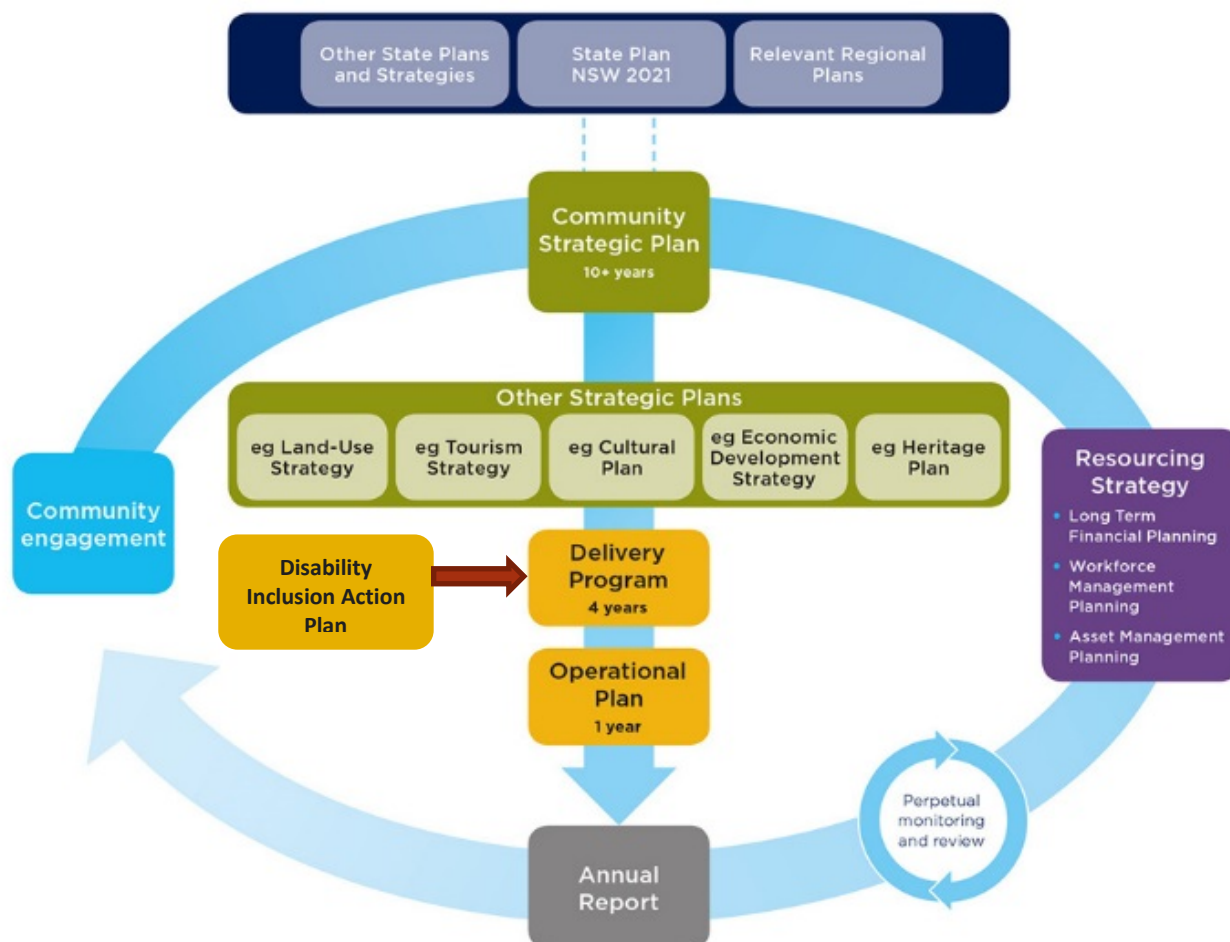 Other State Plans
and Strategies
State Plan
NSW 2021
Relevant Regional
Plans
Community
Strategic Plan
10+ years
Other Strategic Plans
eg Land-Use
Strategy
eg Tourism
Strategy
eg Cultural
Plan
eg Economic
Development
Strategy
eg Heritage
Plan
Community
engagement
Resourcing
Strategy
• Long Term
Financial Planning
• Workforce
Management
Planning
• Asset Management
Planning
Disability
Inclusion Action
Plan
Delivery
Program
4 years
Operational
Plan
1 year
Perpetual
monitoring
and review
Annual
Report